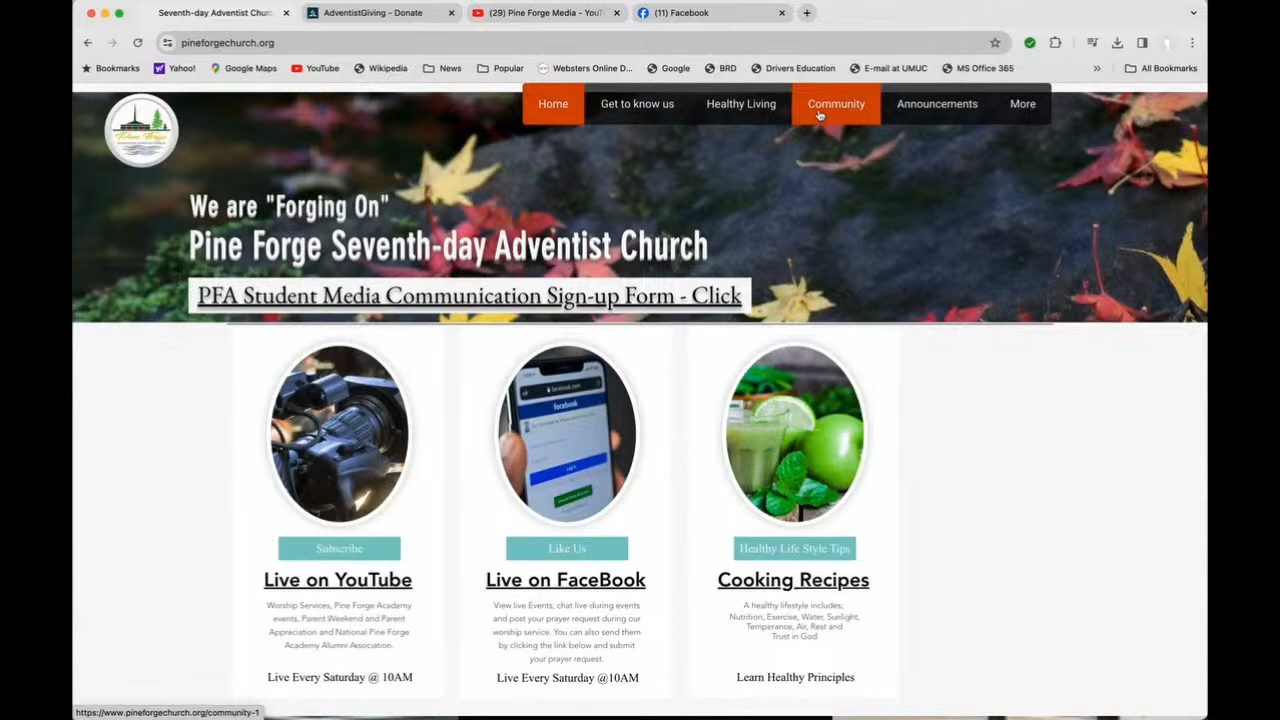 Seventh-day Adventist Churc
AdventistGiving - Donate
(29) Pine Forge Media - YouT
(11) Facebook
pineforgechurch.org
Bookmarks
Yahoo!
Google Maps
YouTube
Wikipedia
News
Popular
Websters Online D...
Google
BRD
Drivers Education
E-mail at UMUC
MS Office 365
»
All Bookmarks
Home
Get to know us
Healthy Living
Community
Announcements
More
We are "Forging On"
Pine Forge Seventh-day Adventist Church
PFA Student Media Communication Sign-up Form - Click
facebook
Subscribe
Live on YouTube
Worship Services, Pine Forge Academy
events, Parent Weekend and Parent
Appreciation and National Pine Forge
Academy Alumni Association.
Live Every Saturday @ 10AM
Like Us
Live on FaceBook
View live Events, chat live during events
and post your prayer request during our
worship service. You can also send them
by clicking the link below and submit
your prayer request.
Live Every Saturday @10AM
Healthy Life Style Tips
Cooking Recipes
A healthy lifestyle includes;
Nutrition, Exercise, Water, Sunlight,
Temperance, Air, Rest and
Trust in God
Learn Healthy Principles
https://www.pineforgechurch.org/community-1